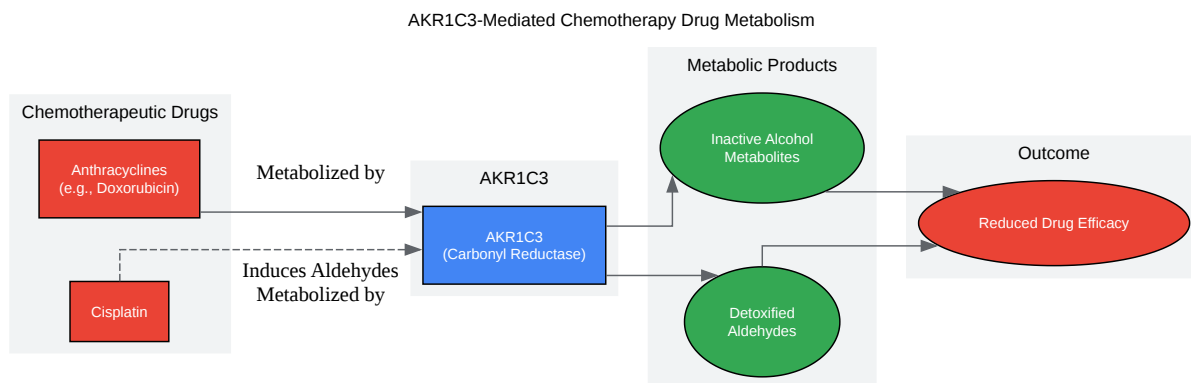 AKR1C3-Mediated Chemotherapy Drug Metabolism
Chemotherapeutic Drugs
Anthracyclines
(e.g., Doxorubicin)
Cisplatin
Metabolized by
Induces Aldehydes
Metabolized by
AKR1C3
AKR1C3
(Carbonyl Reductase)
Metabolic Products
Inactive Alcohol
Metabolites
Detoxified
Aldehydes
Outcome
Reduced Drug Efficacy